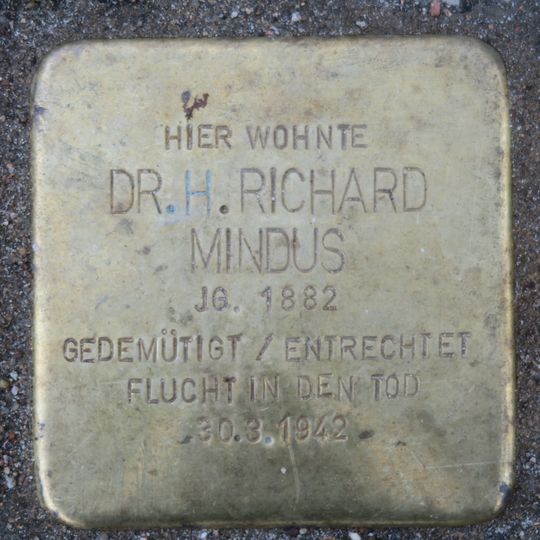 HIER WOHNTE
DR. H. RICHARD
MINDUS
JG. 1882
GEDEMÜTIGT / ENTRECHTET
FLUCHT IN DEN TOD
30.3.1942